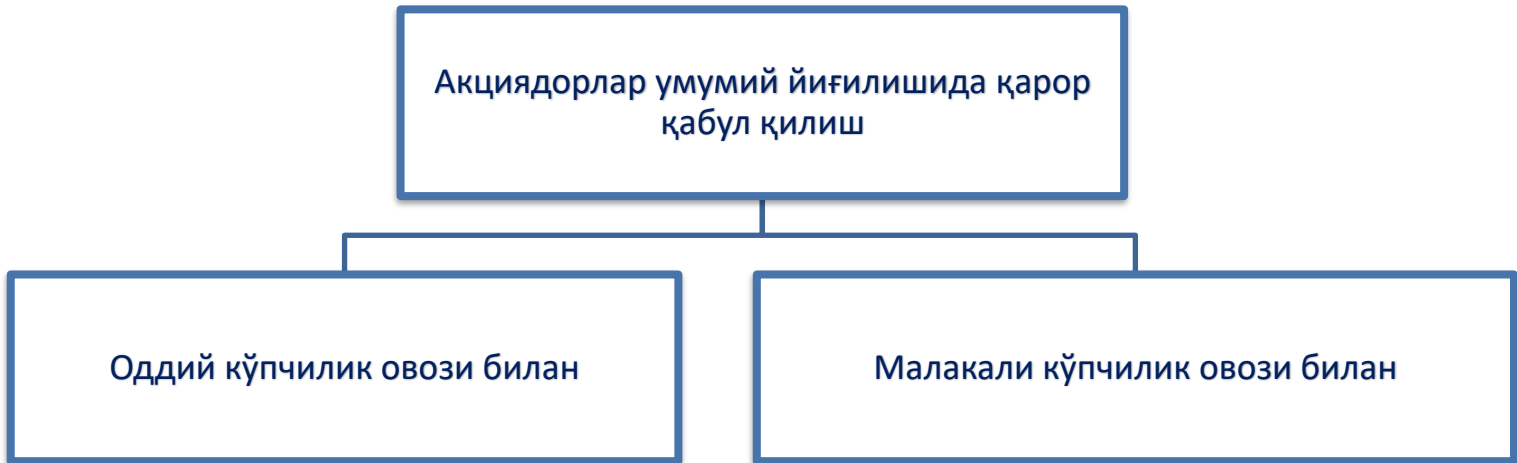 Акциядорлар умумий йиғилишида қарор
қабул қилиш
Оддий кўпчилик овози билан
Малакали кўпчилик овози билан